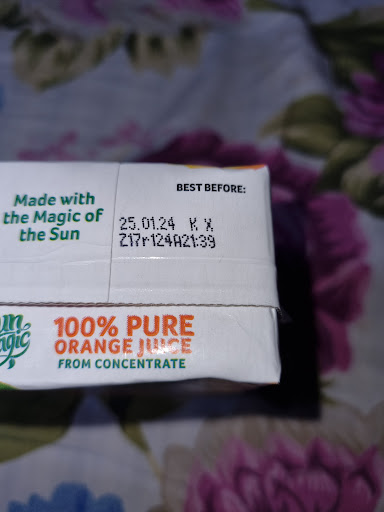 BEST BEFORE:
Made with
the Magic of
the Sun
25.01.24 K X
Z17r124A21:39
100% PURE
ORANGE JUICE
FROM CONCENTRATE